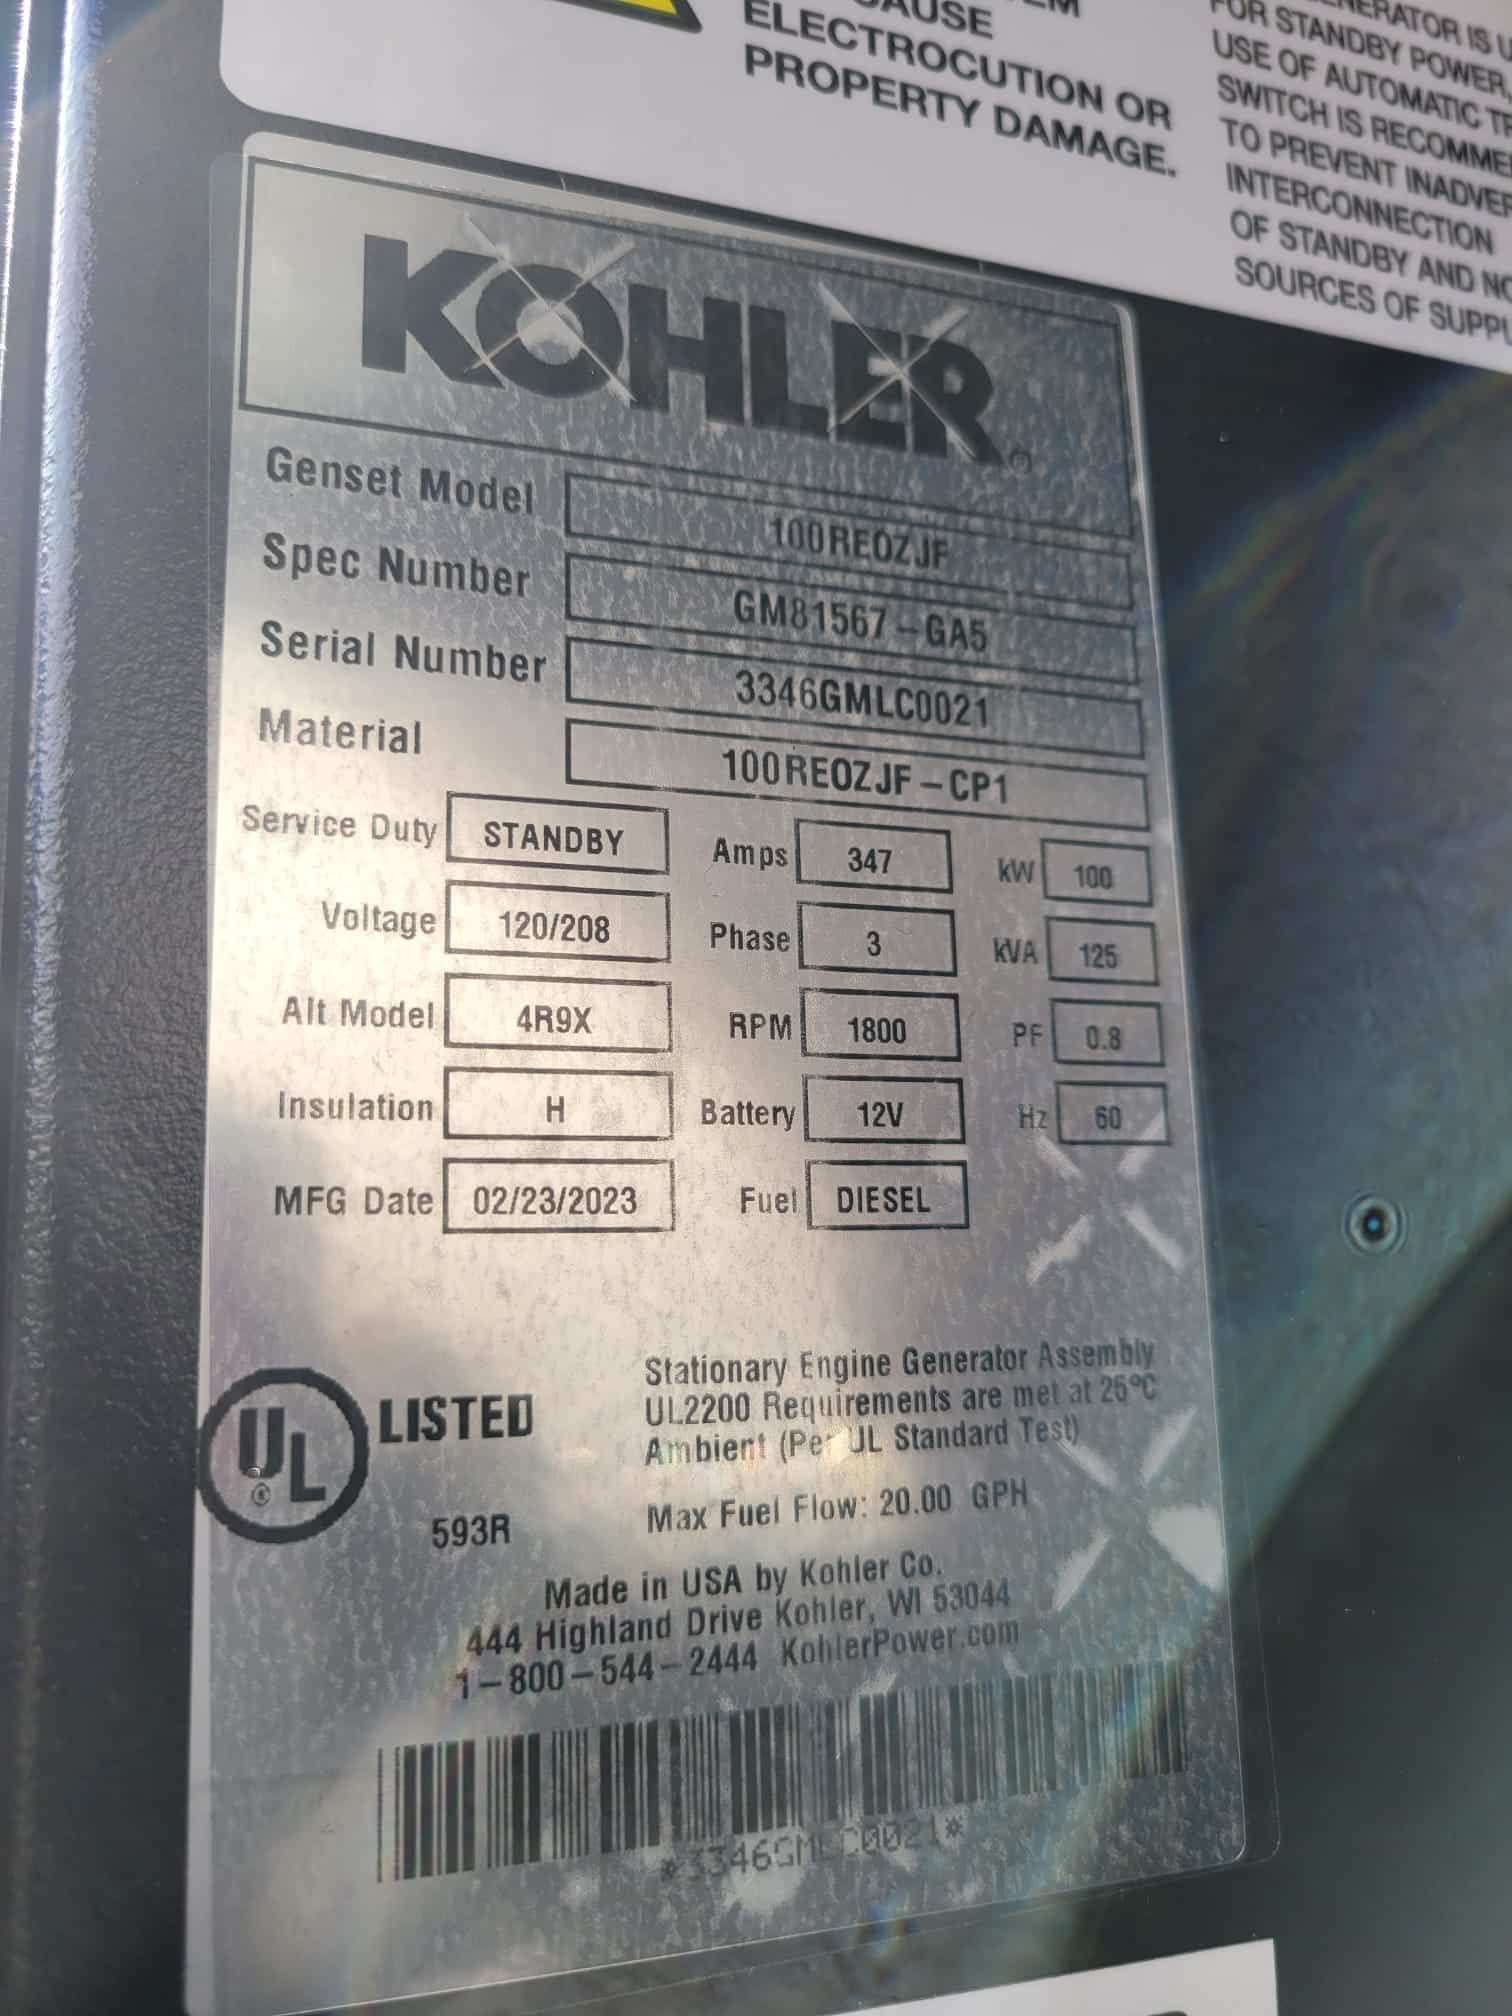 CAUSE
ELECTROCUTION OR
PROPERTY DAMAGE.
FOR STANDBY POWER,
USE OF AUTOMATIC
SWITCH IS
TO PREVENT
INTERCONNECTION
OF STANDBY AND
SOURCES OF
KOHLER®
Genset Model 100REOZJF
Spec Number GM81567-GA5
Serial Number 3346GMLC0021
Material 100REOZJF-CP1
Service Duty STANDBY Amps 347 kW 100
Voltage 120/208 Phase 3 kVA 125
Alt Model 4R9X RPM 1800 PF 0.8
Insulation H Battery 12V Hz 60
MFG Date 02/23/2023 Fuel DIESEL
UL® LISTED
593R
Stationary Engine Generator Assembly
UL2200 Requirements are met at 25°C
Ambient (Per UL Standard Test)
Max Fuel Flow: 20.00 GPH
Made in USA by Kohler Co.
444 Highland Drive Kohler, WI 53044
1-800-544-2444 KohlerPower.com
*3346GMLC0021*